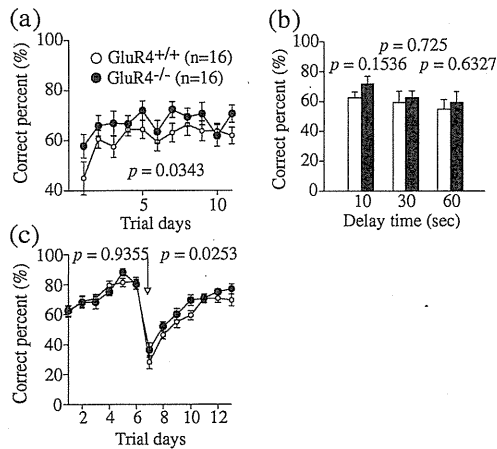 (a)
GluR4+/+ (n=16)
GluR4-/- (n=16)
Correct percent (%)
100
80
60
40
p = 0.0343
5
10
Trial days
(b)
Correct percent (%)
100
80
60
40
20
0
p = 0.725
p = 0.1536
p = 0.6327
10
30
60
Delay time (sec)
(c)
Correct percent (%)
100
80
60
40
20
0
p = 0.9355
p = 0.0253
2
4
6
8
10
12
Trial days